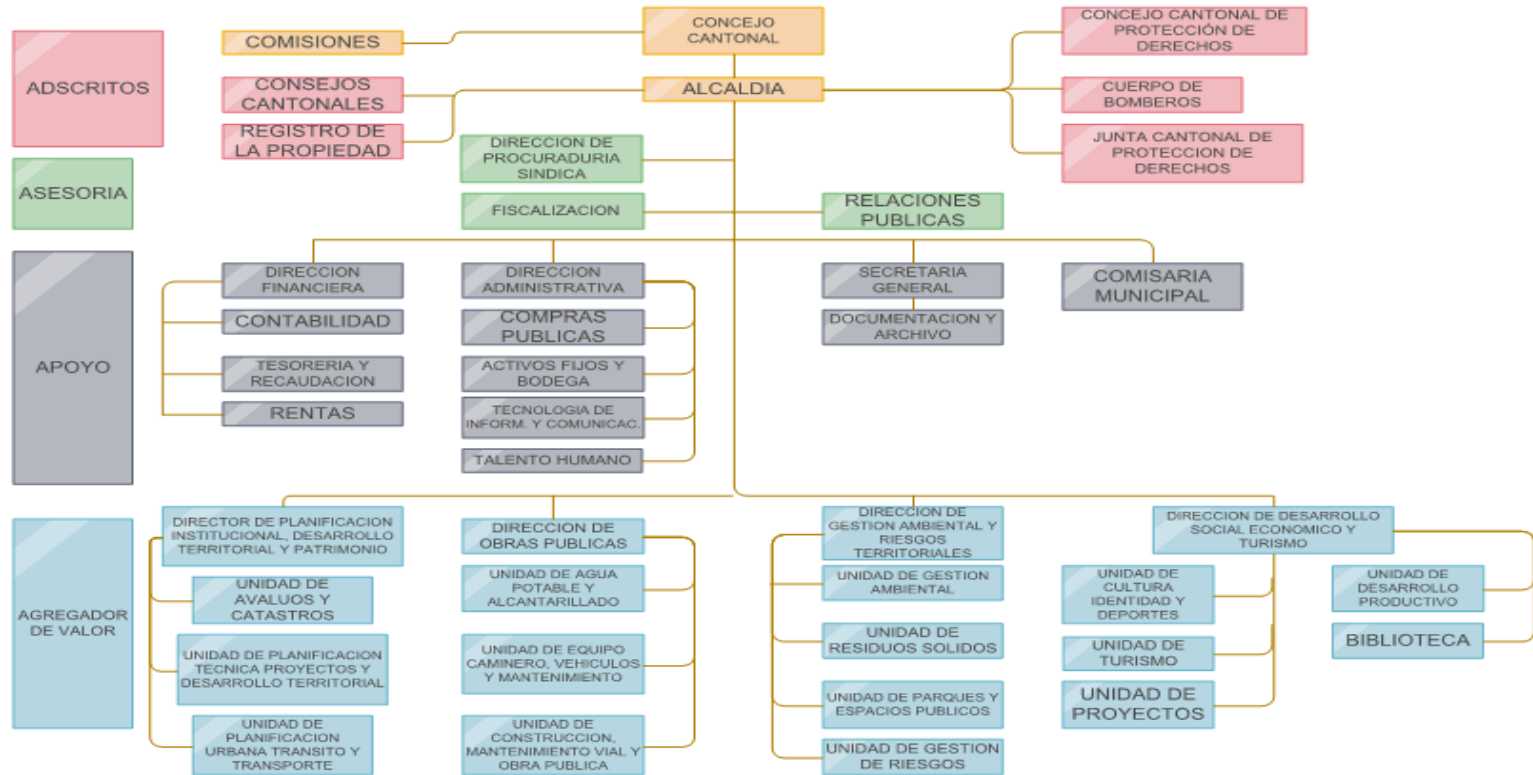 CONCEJO
CANTONAL
CONCEJO CANTONAL DE
PROTECCIÓN DE
DERECHOS
COMISIONES
ADSCRITOS
CONSEJOS
CANTONALES
ALCALDIA
CUERPO DE
BOMBEROS
REGISTRO DE
LA PROPIEDAD
DIRECCION DE
PROCURADURIA
SINDICA
JUNTA CANTONAL DE
PROTECCION DE
DERECHOS
ASESORIA
FISCALIZACION
RELACIONES
PUBLICAS
APOYO
DIRECCION
FINANCIERA
CONTABILIDAD
TESORERIA Y
RECAUDACION
RENTAS
DIRECCION
ADMINISTRATIVA
COMPRAS
PUBLICAS
ACTIVOS FIJOS Y
BODEGA
TECNOLOGIA DE
INFORM. Y COMUNICAC.
TALENTO HUMANO
SECRETARIA
GENERAL
DOCUMENTACION Y
ARCHIVO
COMISARIA
MUNICIPAL
AGREGADOR
DE VALOR
DIRECTOR DE PLANIFICACION
INSTITUCIONAL, DESARROLLO
TERRITORIAL Y PATRIMONIO
UNIDAD DE
AVALUOS Y
CATASTROS
UNIDAD DE PLANIFICACION
TECNICA PROYECTOS Y
DESARROLLO TERRITORIAL
UNIDAD DE
PLANIFICACION
URBANA TRANSITO Y
TRANSPORTE
DIRECCION DE
OBRAS PUBLICAS
UNIDAD DE AGUA
POTABLE Y
ALCANTARILLADO
UNIDAD DE EQUIPO
CAMINERO, VEHICULOS
Y MANTENIMIENTO
UNIDAD DE
CONSTRUCCION,
MANTENIMIENTO VIAL Y
OBRA PUBLICA
DIRECCION DE
GESTION AMBIENTAL Y
RIESGOS
TERRITORIALES
UNIDAD DE GESTION
AMBIENTAL
UNIDAD DE
RESIDUOS SOLIDOS
UNIDAD DE PARQUES Y
ESPACIOS PUBLICOS
UNIDAD DE GESTION
DE RIESGOS
DIRECCION DE DESARROLLO
SOCIAL ECONOMICO Y
TURISMO
UNIDAD DE
CULTURA
IDENTIDAD Y
DEPORTES
UNIDAD DE
TURISMO
UNIDAD DE
PROYECTOS
UNIDAD DE
DESARROLLO
PRODUCTIVO
BIBLIOTECA